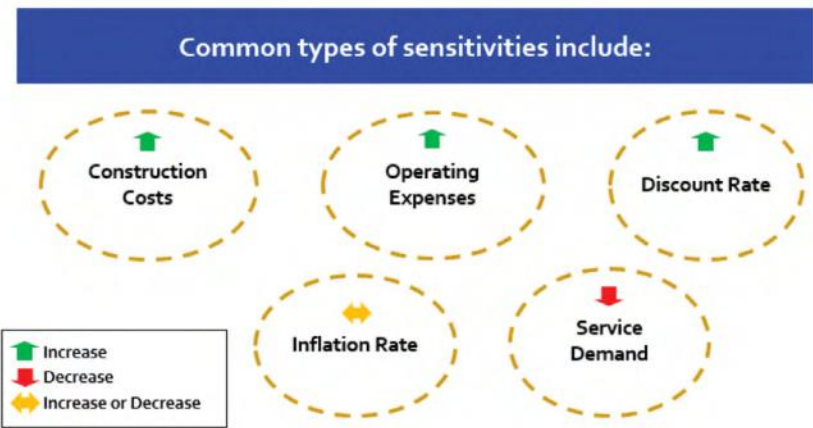 Common types of sensitivities include:
Construction
Costs
Operating
Expenses
Discount Rate
Inflation Rate
Service
Demand
Increase
Decrease
Increase or Decrease